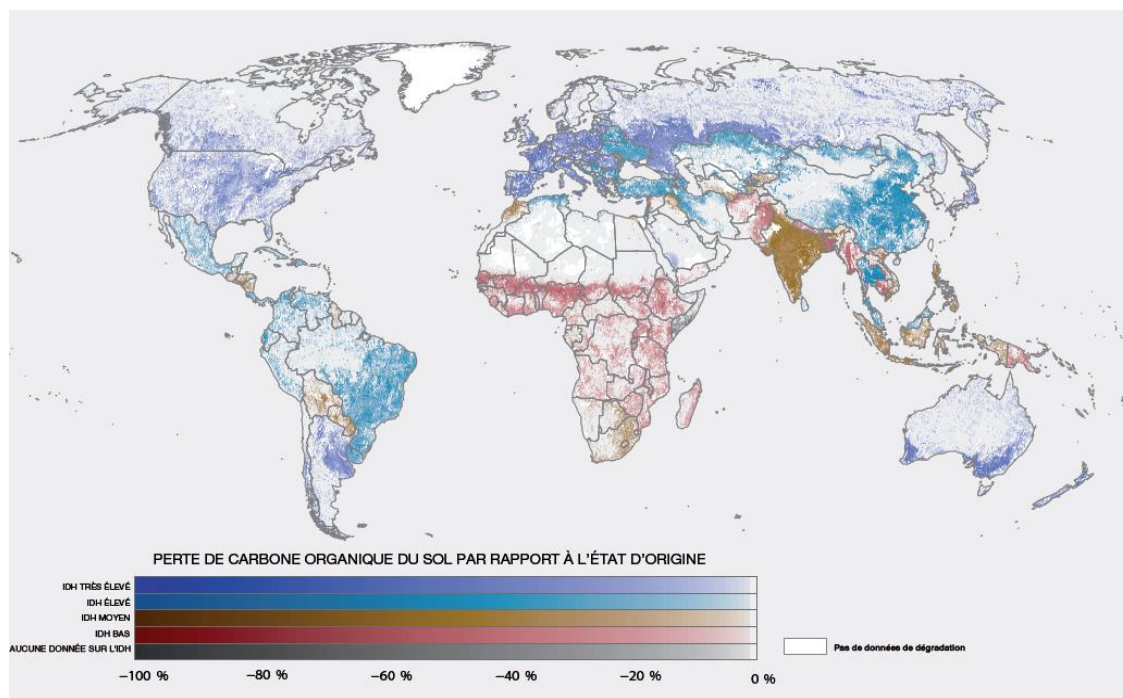 PERTE DE CARBONE ORGANIQUE DU SOL PAR RAPPORT À L'ÉTAT D'ORIGINE
IDH TRÈS ÉLEVÉ
IDH ÉLEVÉ
IDH MOYEN
IDH BAS
AUCUNE DONNÉE SUR L'IDH
Pas de données de dégradation
−100 % −80 % −60 % −40 % −20 % 0 %